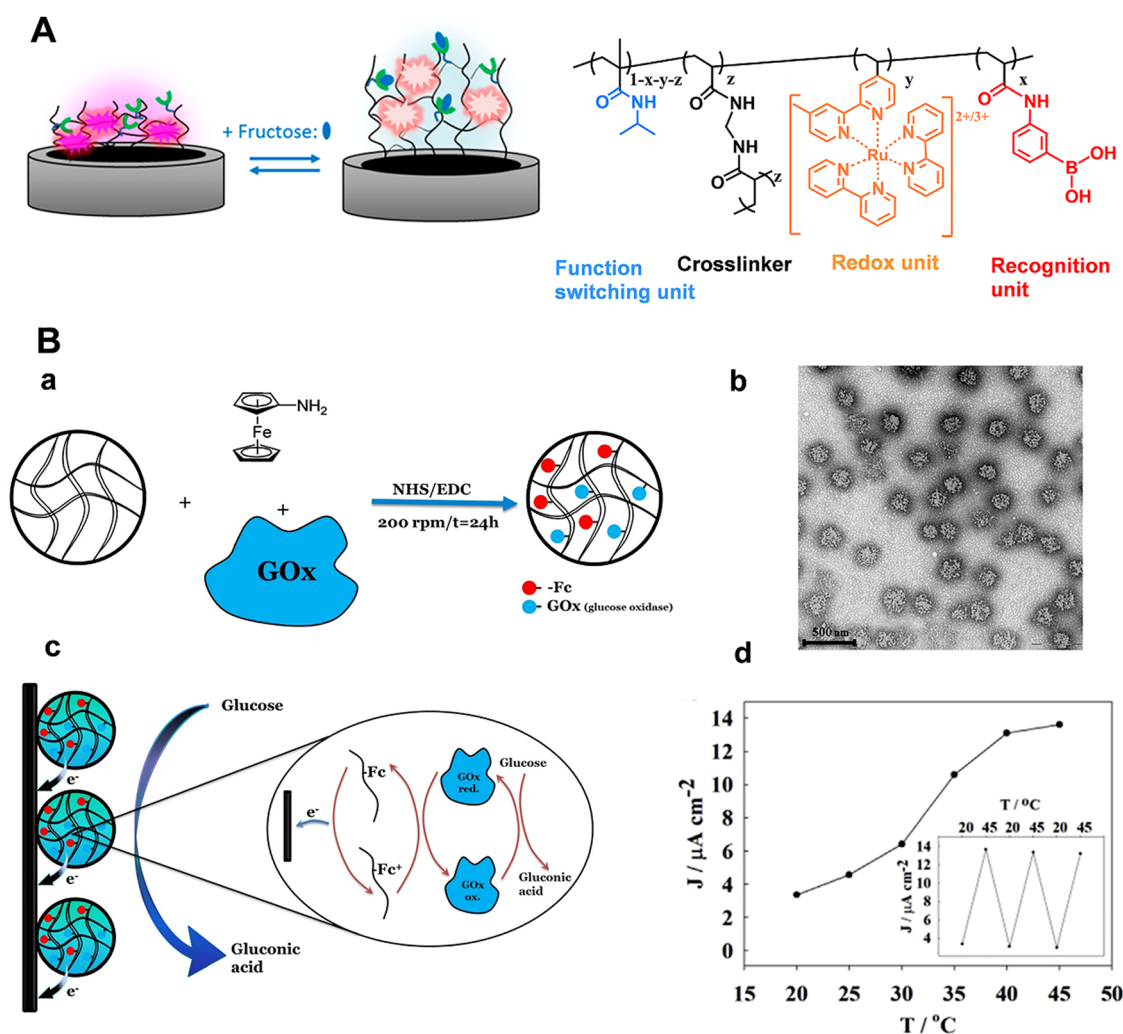 A
+ Fructose:
1-x-y-z
z
y
x
O
NH
O
NH
NH
O
z
N
N
N
N
N
N
Ru
2+/3+
O
NH
B
OH
OH
Function
switching unit
Crosslinker
Redox unit
Recognition
unit
B
a
NH2
Fe
+
+
GOx
NHS/EDC
200 rpm/t=24h
-Fc
GOx (glucose oxidase)
b
500 nm
c
Glucose
e-
e-
e-
Gluconic
acid
e-
-Fc
-Fc+
GOx
red.
GOx
ox.
Glucose
Gluconic
acid
d
J / μA cm-2
14
12
10
8
6
4
2
0
15
20
25
30
35
40
45
50
T / oC
T / oC
20 45 20 45 20 45
J / μA cm-2
14
12
10
8
6
4